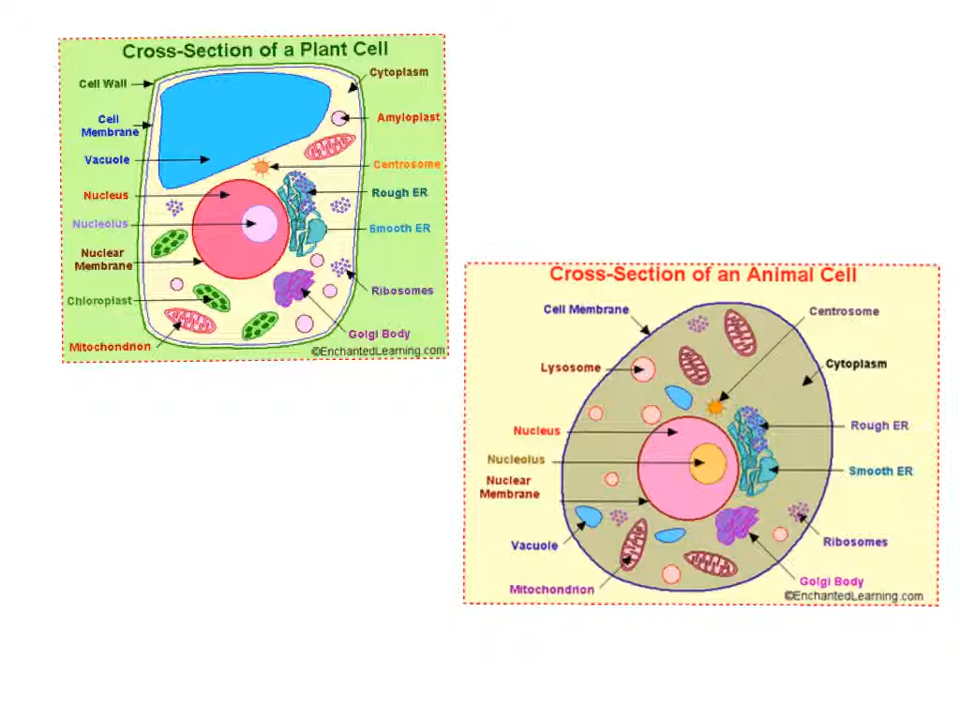 Cross-Section of a Plant Cell
Cell Wall
Cytoplasm
Cell
Membrane
Amyloplast
Vacuole
Centrosome
Nucleus
Rough ER
Nucleolus
Smooth ER
Nuclear
Membrane
Chloroplast
Ribosomes
Golgi Body
Mitochondrion
©EnchantedLearning.com
Cross-Section of an Animal Cell
Cell Membrane
Centrosome
Lysosome
Cytoplasm
Nucleus
Rough ER
Nucleolus
Smooth ER
Nuclear
Membrane
Vacuole
Ribosomes
Mitochondrion
Golgi Body
©EnchantedLearning.com